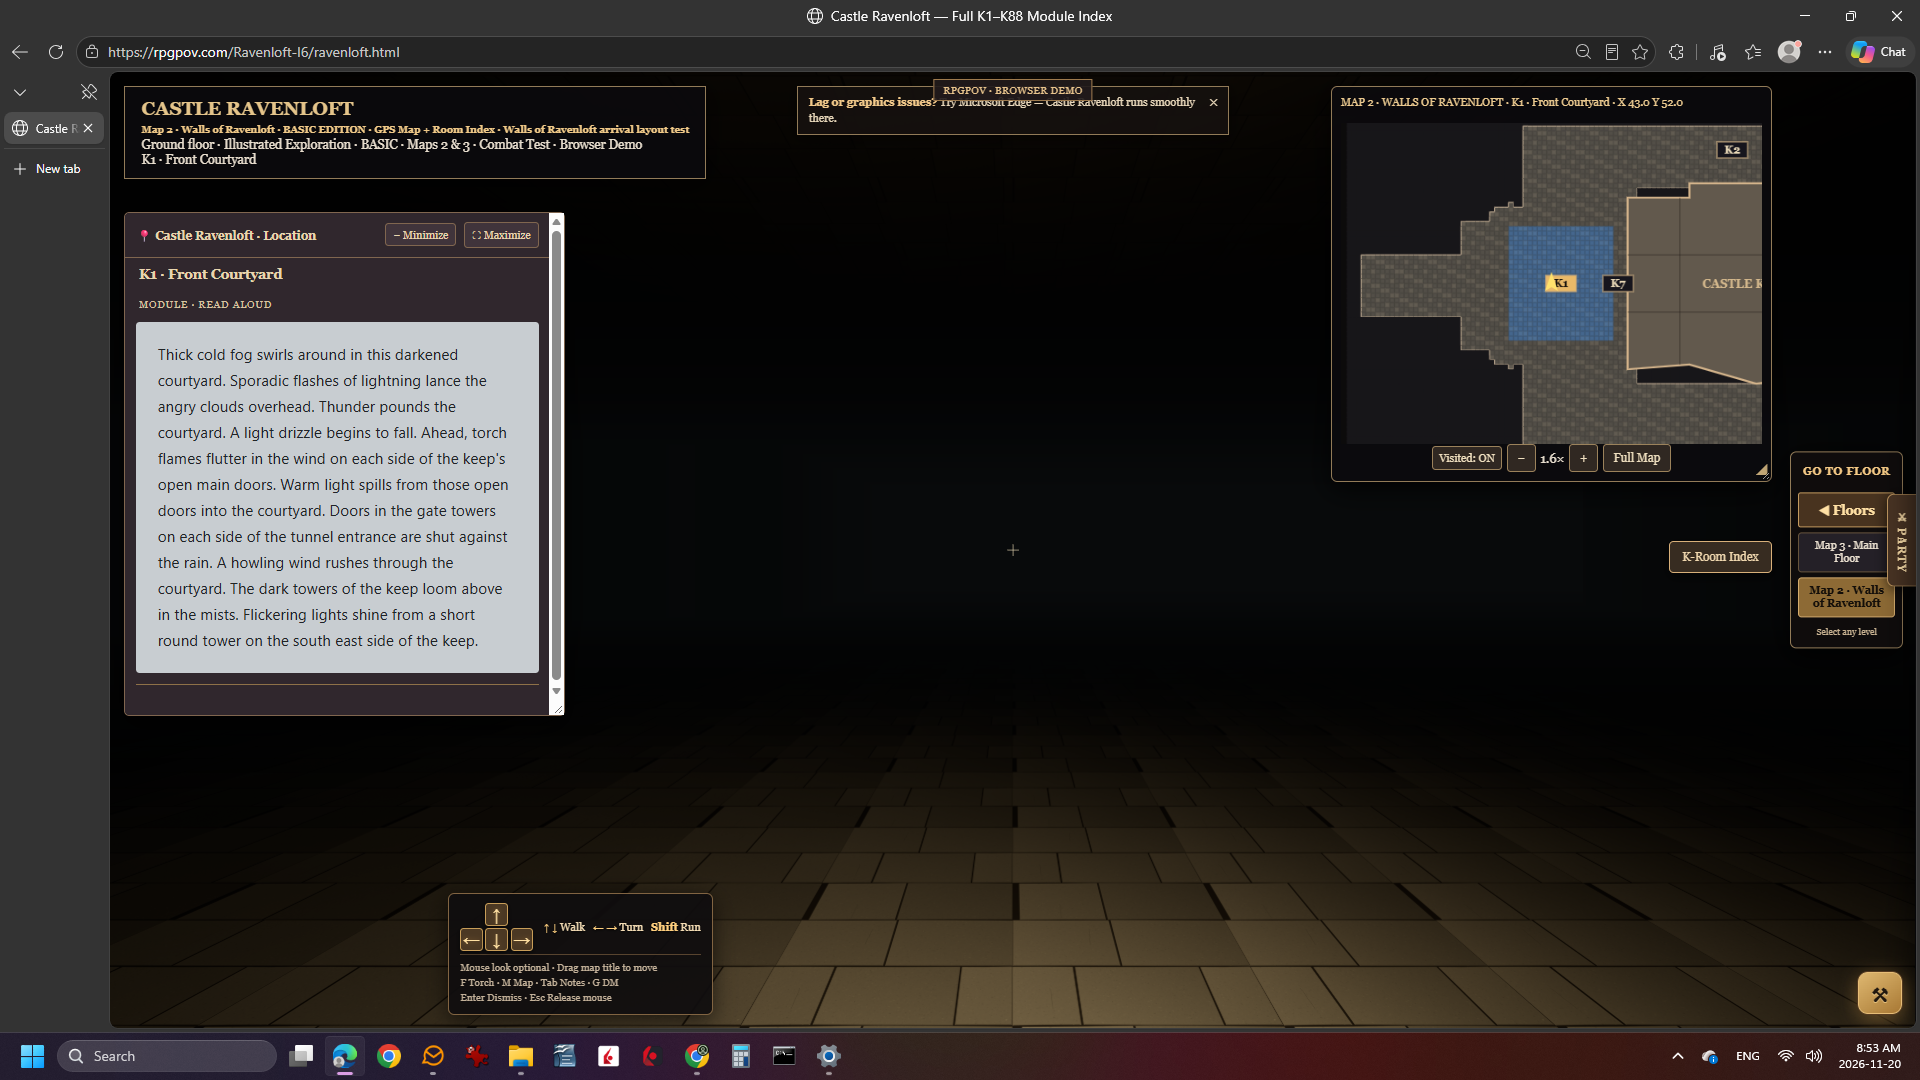 Castle Ravenloft — Full K1–K88 Module Index
https://rpgpov.com/Ravenloft-I6/ravenloft.html
Chat
Castle R
New tab
CASTLE RAVENLOFT
Map 2 · Walls of Ravenloft · BASIC EDITION · GPS Map + Room Index · Walls of Ravenloft arrival layout test
Ground floor · Illustrated Exploration · BASIC · Maps 2 & 3 · Combat Test · Browser Demo
K1 · Front Courtyard
RPGPOV · BROWSER DEMO
Lag or graphics issues? Try Microsoft Edge — Castle Ravenloft runs smoothly
there.
MAP 2 · WALLS OF RAVENLOFT · K1 · Front Courtyard · X 43.0 Y 52.0
K2
K1
K7
CASTLE K
Visited: ON
−
1.6×
+
Full Map
Castle Ravenloft · Location
− Minimize
Maximize
K1 · Front Courtyard
MODULE · READ ALOUD
Thick cold fog swirls around in this darkened
courtyard. Sporadic flashes of lightning lance the
angry clouds overhead. Thunder pounds the
courtyard. A light drizzle begins to fall. Ahead, torch
flames flutter in the wind on each side of the keep's
open main doors. Warm light spills from those open
doors into the courtyard. Doors in the gate towers
on each side of the tunnel entrance are shut against
the rain. A howling wind rushes through the
courtyard. The dark towers of the keep loom above
in the mists. Flickering lights shine from a short
round tower on the south east side of the keep.
GO TO FLOOR
◀ Floors
Map 3 · Main
Floor
Map 2 · Walls
of Ravenloft
Select any level
PARTY
K-Room Index
↑
← ↓ →
↑↓ Walk ←→ Turn Shift Run
Mouse look optional · Drag map title to move
F Torch · M Map · Tab Notes · G DM
Enter Dismiss · Esc Release mouse
Search
ENG
8:53 AM
2026-11-20